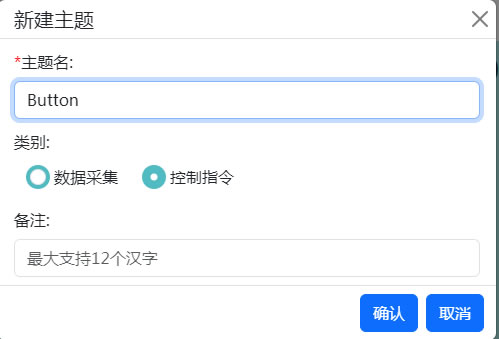 新建主题
*主题名:
Button
类别:
数据采集 控制指令
备注:
最大支持12个汉字
确认 取消